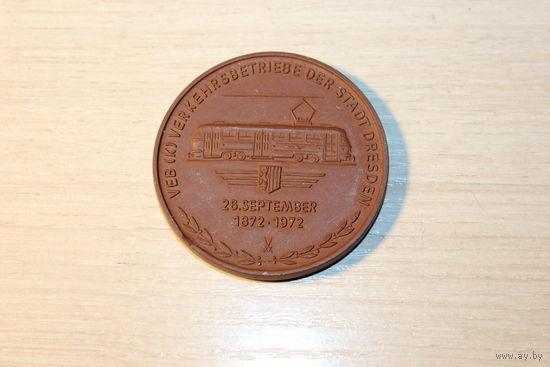 VEB (K) VERKEHRSBETRIEBE DER STADT DRESDEN
26.SEPTEMBER
1872·1972
www.ay.by